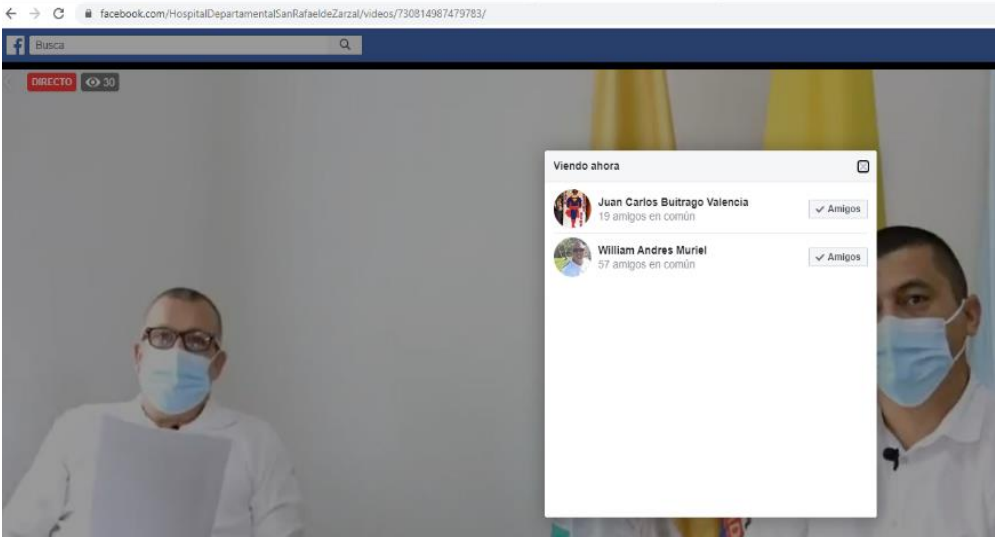 facebook.com/HospitalDepartamentalSanRafaeldeZarzal/videos/730814987479783/
Busca
DIRECTO 30
Viendo ahora
Juan Carlos Buitrago Valencia
19 amigos en común
✓ Amigos
William Andres Muriel
57 amigos en común
✓ Amigos